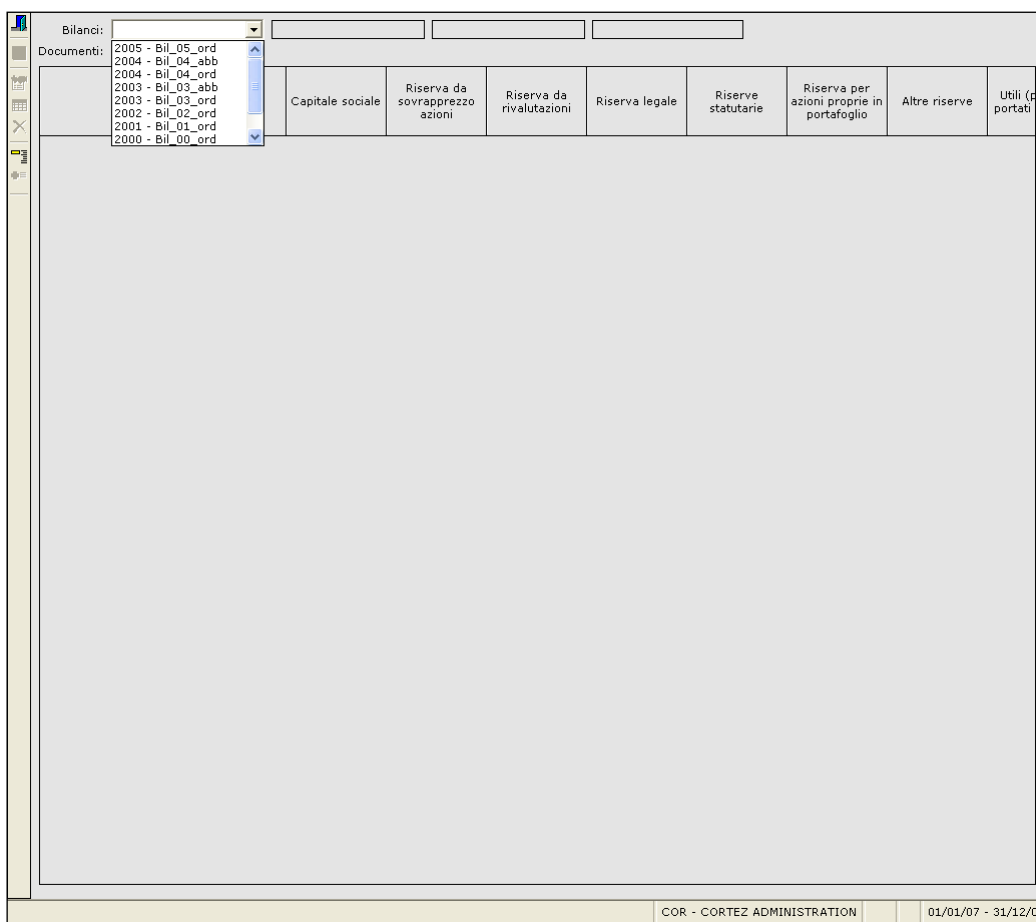 Bilanci:
Documenti:
2005 - Bil_05_ord
2004 - Bil_04_abb
2004 - Bil_04_ord
2003 - Bil_03_abb
2003 - Bil_03_ord
2002 - Bil_02_ord
2001 - Bil_01_ord
2000 - Bil_00_ord
Capitale sociale
Riserva da
sovrapprezzo
azioni
Riserva da
rivalutazioni
Riserva legale
Riserve
statutarie
Riserva per
azioni proprie in
portafoglio
Altre riserve
Utili (p
portati
COR - CORTEZ ADMINISTRATION
01/01/07 - 31/12/0